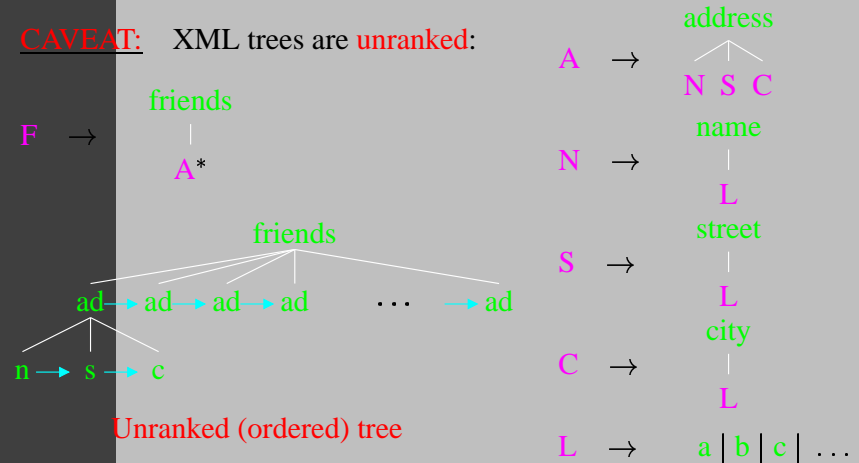 CAVEAT: XML trees are unranked:
friends
F →
A*
friends
ad ad ad ad ... ad
n s c
Unranked (ordered) tree
address
A →
N S C
name
N →
L
street
S →
L
city
C →
L
L → a | b | c | ...